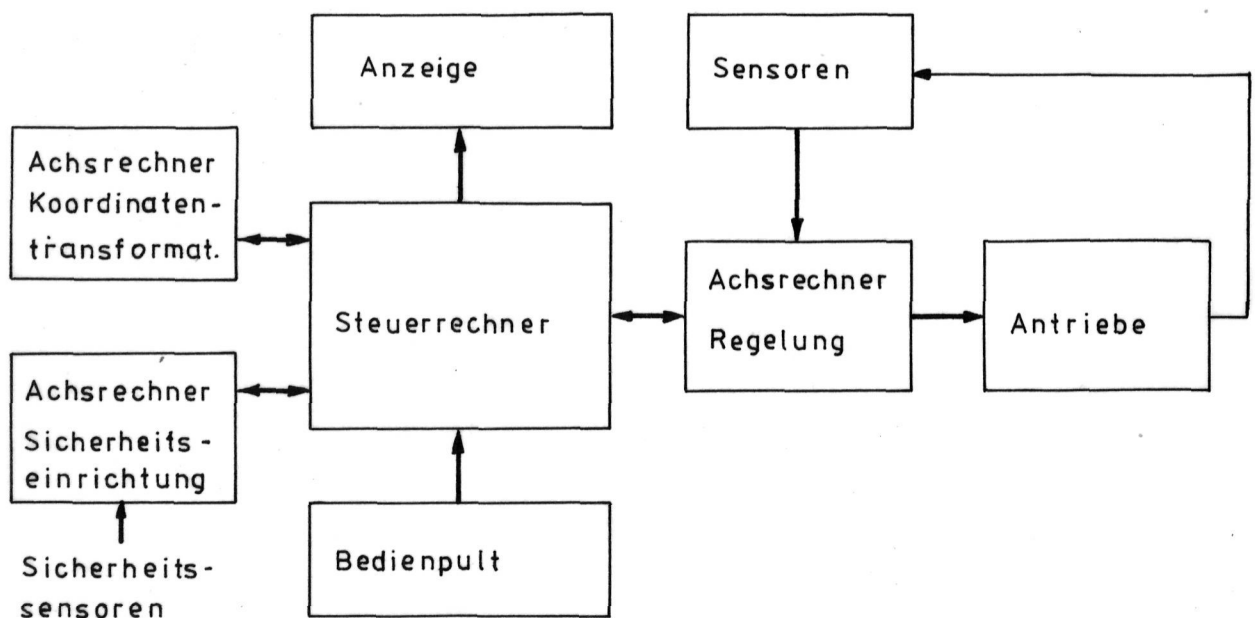 Anzeige
Sensoren
Achsrechner
Koordinaten-
transformat.
Steuerrechner
Achsrechner
Regelung
Antriebe
Achsrechner
Sicherheits-
einrichtung
Bedienpult
Sicherheits-
sensoren